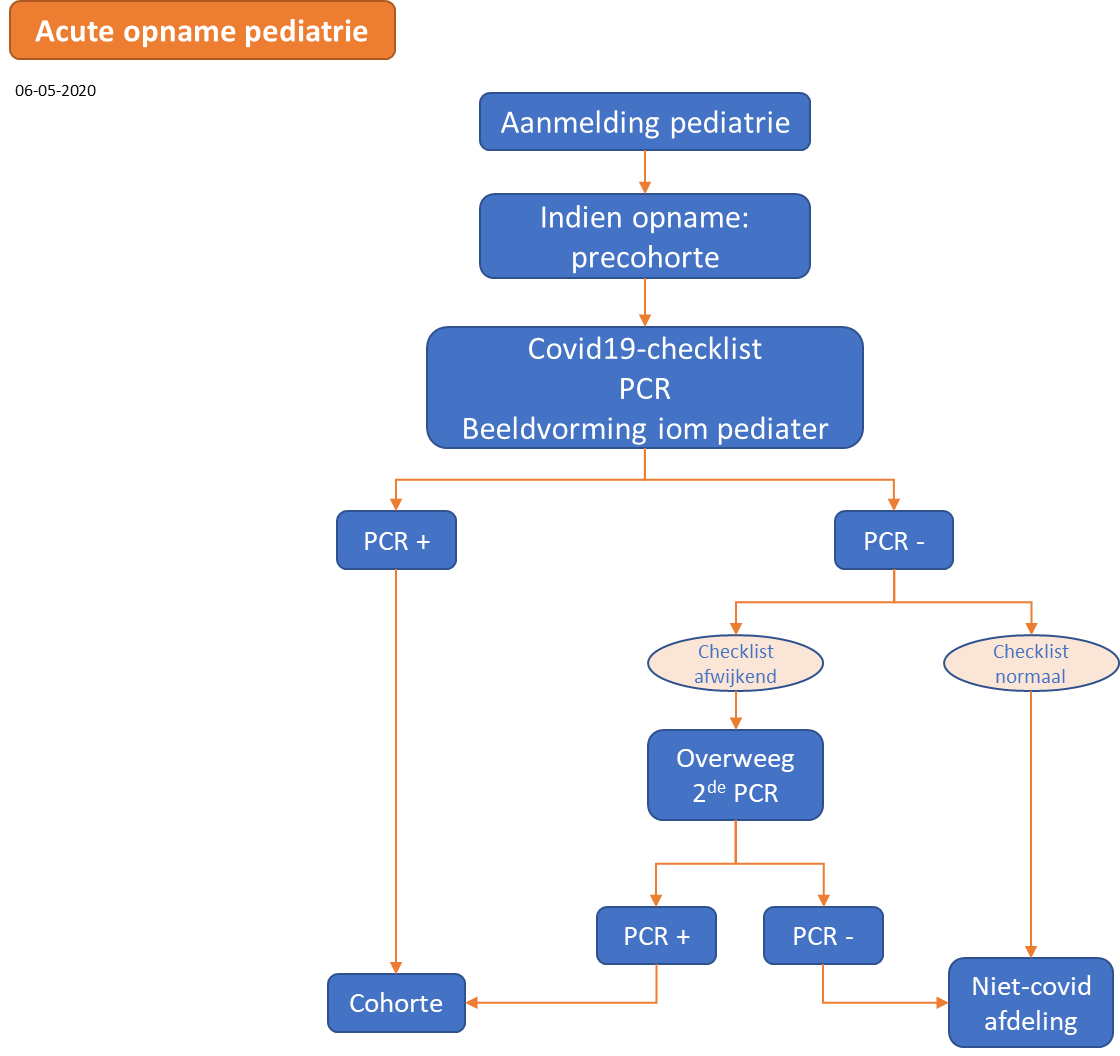 Acute opname pediatrie
06-05-2020
Aanmelding pediatrie
Indien opname:
precohorte
Covid19-checklist
PCR
Beeldvorming iom pediater
PCR +
PCR -
Checklist
afwijkend
Checklist
normaal
Overweeg
2de PCR
PCR +
PCR -
Cohorte
Niet-covid
afdeling